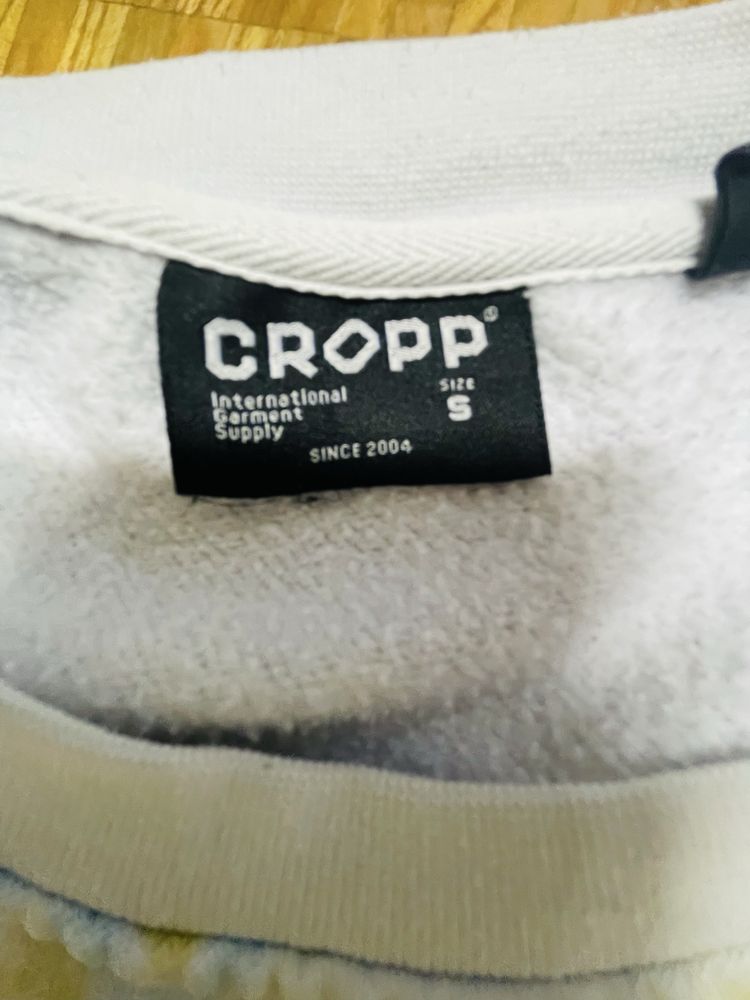 CROPP®
International
Garment
Supply
SIZE
S
SINCE 2004